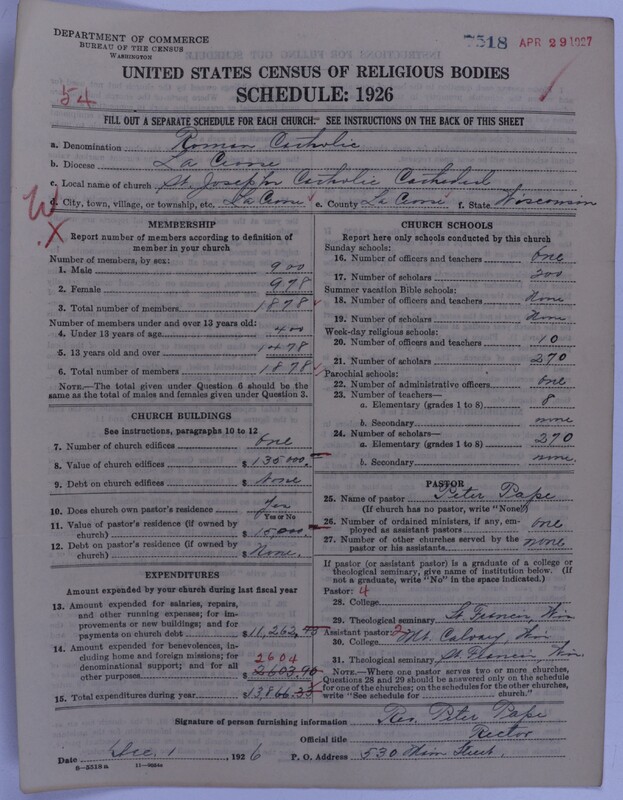 DEPARTMENT OF COMMERCE
BUREAU OF THE CENSUS
WASHINGTON
7518 APR 29 1927
54
UNITED STATES CENSUS OF RELIGIOUS BODIES
SCHEDULE: 1926
FILL OUT A SEPARATE SCHEDULE FOR EACH CHURCH. SEE INSTRUCTIONS ON THE BACK OF THIS SHEET
a. Denomination Roman Catholic
b. Diocese La Crosse
c. Local name of church St. Joseph's Catholic Cathedral
d. City, town, village, or township, etc. La Crosse e. County La Crosse f. State Wisconsin
W
X
MEMBERSHIP
Report number of members according to definition of
member in your church
Number of members, by sex:
1. Male 900
2. Female 978
3. Total number of members 1878
Number of members under and over 13 years old:
4. Under 13 years of age 400
5. 13 years old and over 1478
6. Total number of members 1878
NOTE.—The total given under Question 6 should be
same as the total of males and females given under Question 3.
CHURCH BUILDINGS
See instructions, paragraphs 10 to 12
7. Number of church edifices One
8. Value of church edifices $135000.
9. Debt on church edifices $None
10. Does church own pastor's residence Yes
Yes or No
11. Value of pastor's residence (if owned by
church) $15,000.
12. Debt on pastor's residence (if owned by
church) $None.
EXPENDITURES
Amount expended by your church during last fiscal year
13. Amount expended for salaries, repairs,
and other running expenses; for im-
provements or new buildings; and for
payments on church debt $11,262.
14. Amount expended for benevolences, in-
cluding home and foreign missions; for
denominational support; and for all 2604
other purposes $2603.90
15. Total expenditures during year $13,866.35
CHURCH SCHOOLS
Report here only schools conducted by this church
Sunday schools:
16. Number of officers and teachers one
17. Number of scholars 200
Summer vacation Bible schools:
18. Number of officers and teachers None
19. Number of scholars None
Week-day religious schools:
20. Number of officers and teachers 10
21. Number of scholars 270
Parochial schools:
22. Number of administrative officers One
23. Number of teachers—
a. Elementary (grades 1 to 8) 8
b. Secondary none
24. Number of scholars—
a. Elementary (grades 1 to 8) 270
b. Secondary none.
PASTOR
25. Name of pastor Peter Pape
(If church has no pastor, write "None")
26. Number of ordained ministers, if any, em-
ployed as assistant pastors one
27. Number of other churches served by the
pastor or his assistants none
If pastor (or assistant pastor) is a graduate of a college or
theological seminary, give name of institution below. (If
not a graduate, write "No" in the space indicated.)
Pastor: 4
28. College
29. Theological seminary St. Francis, Wis
Assistant pastor: 2
30. College Mt. Calvary, Wis
31. Theological seminary St. Francis, Wis
NOTE.—Where one pastor serves two or more churches,
Questions 28 and 29 should be answered only on the schedule
for one of the churches; on the schedules for the other churches,
write "See schedule for church."
Signature of person furnishing information Rev. Peter Pape
Official title Rector
Date Dec. 1 1926 P. O. Address 530 Main Street.
8-5518a